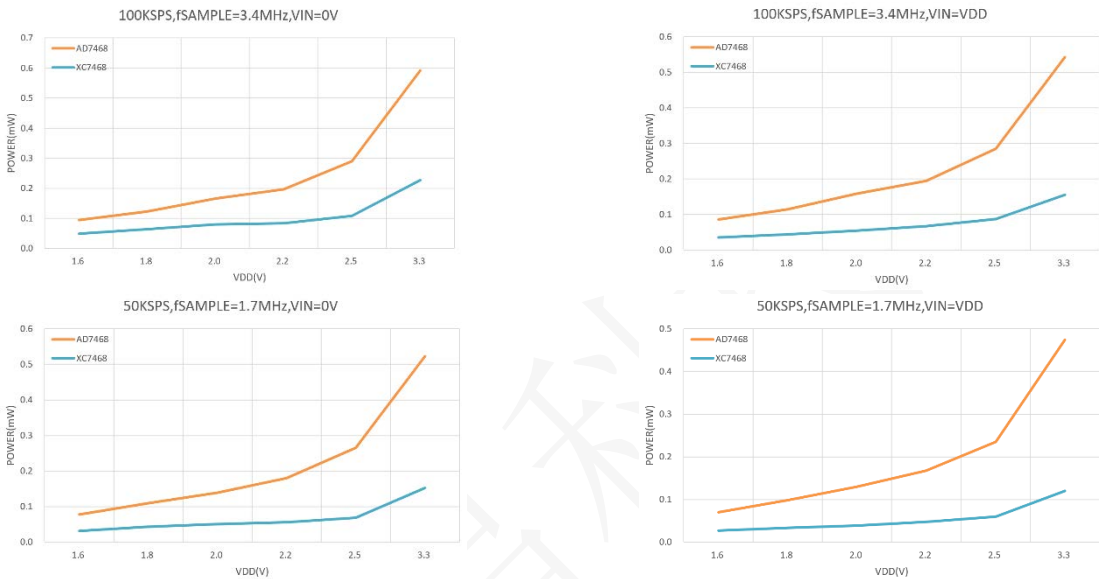 100KSPS,fSAMPLE=3.4MHz,VIN=0V
POWER(mW)
0.7
0.6
0.5
0.4
0.3
0.2
0.1
0.0
AD7468
XC7468
1.6 1.8 2.0 2.2 2.5 3.3
VDD(V)
100KSPS,fSAMPLE=3.4MHz,VIN=VDD
POWER(mW)
0.6
0.5
0.4
0.3
0.2
0.1
0.0
AD7468
XC7468
1.6 1.8 2.0 2.2 2.5 3.3
VDD(V)
50KSPS,fSAMPLE=1.7MHz,VIN=0V
POWER(mW)
0.6
0.5
0.4
0.3
0.2
0.1
0.0
AD7468
XC7468
1.6 1.8 2.0 2.2 2.5 3.3
VDD(V)
50KSPS,fSAMPLE=1.7MHz,VIN=VDD
POWER(mW)
0.5
0.4
0.3
0.2
0.1
0.0
AD7468
XC7468
1.6 1.8 2.0 2.2 2.5 3.3
VDD(V)